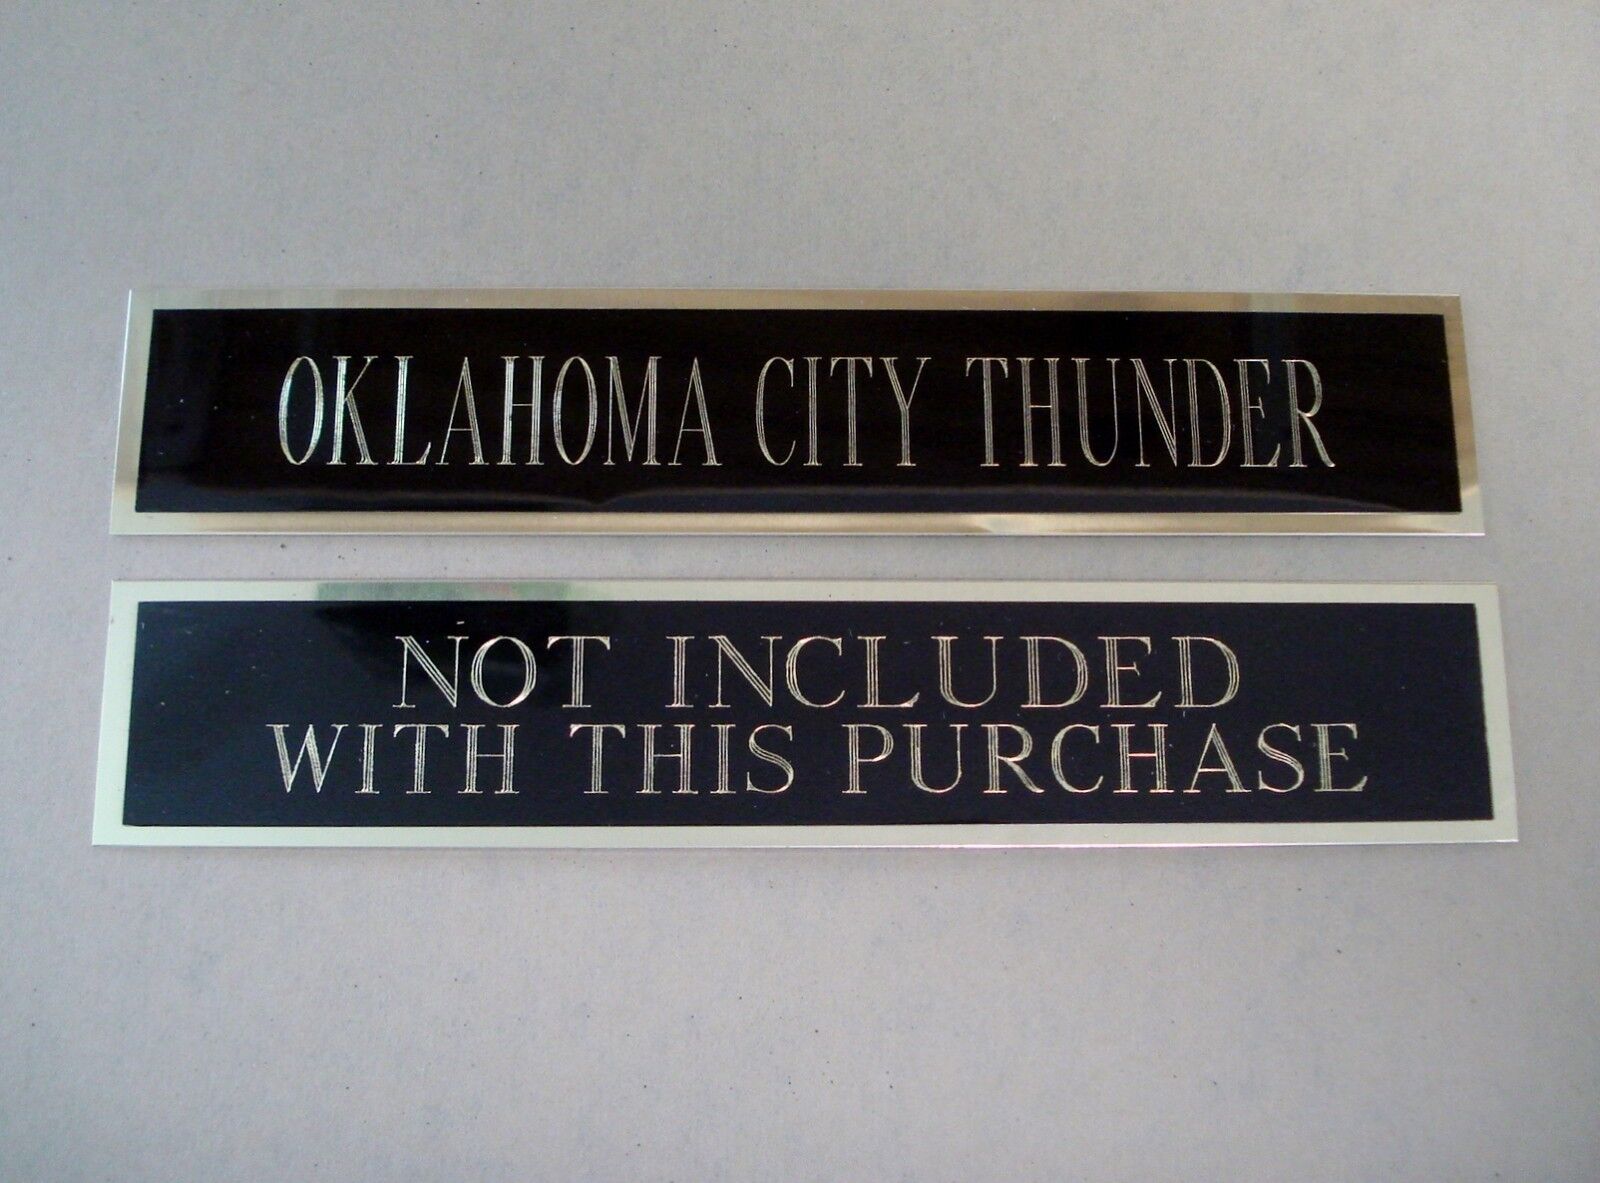 OKLAHOMA CITY THUNDER
NOT INCLUDED
WITH THIS PURCHASE